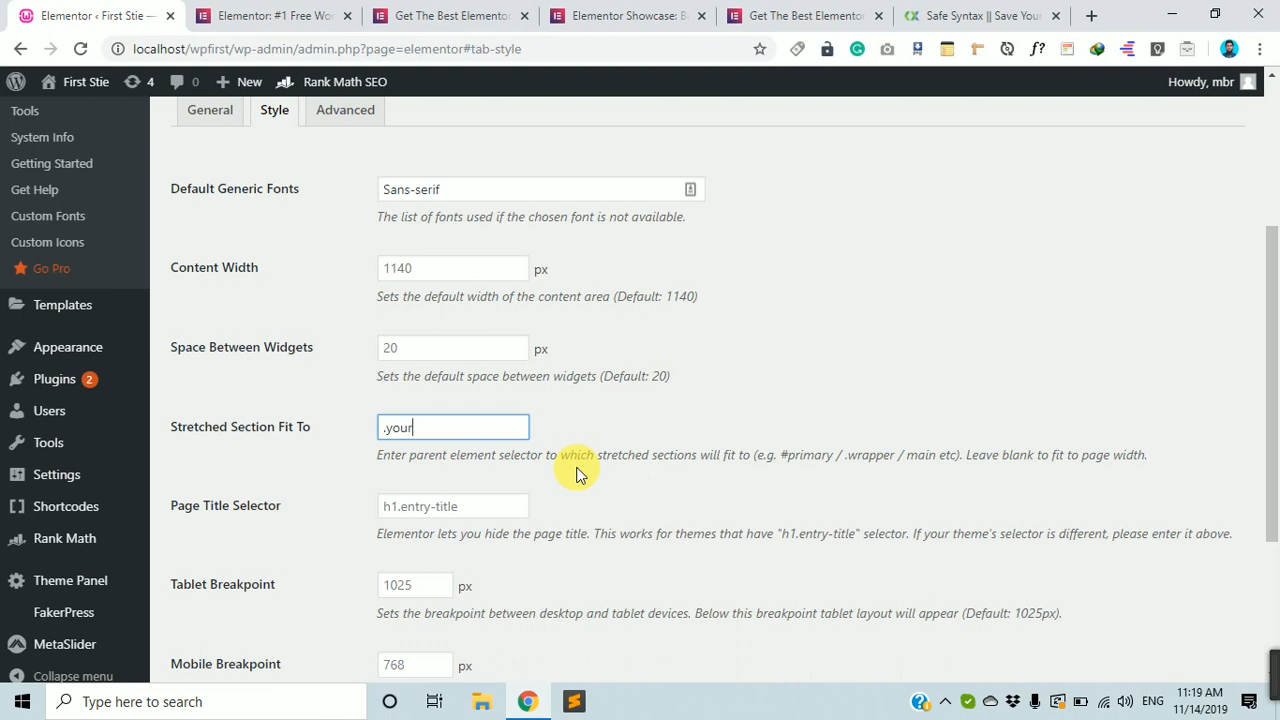 Elementor ‹ First Stie —
Elementor: #1 Free Wor
Get The Best Elementor
Elementor Showcase: B
Get The Best Elementor
Safe Syntax || Save Your
localhost/wpfirst/wp-admin/admin.php?page=elementor#tab-style
First Stie
4
0
New
Rank Math SEO
Howdy, mbr
Tools
System Info
Getting Started
Get Help
Custom Fonts
Custom Icons
Go Pro
Templates
Appearance
Plugins 2
Users
Tools
Settings
Shortcodes
Rank Math
Theme Panel
FakerPress
MetaSlider
Collapse menu
General
Style
Advanced
Default Generic Fonts
Sans-serif
The list of fonts used if the chosen font is not available.
Content Width
1140 px
Sets the default width of the content area (Default: 1140)
Space Between Widgets
20 px
Sets the default space between widgets (Default: 20)
Stretched Section Fit To
.your
Enter parent element selector to which stretched sections will fit to (e.g. #primary / .wrapper / main etc). Leave blank to fit to page width.
Page Title Selector
h1.entry-title
Elementor lets you hide the page title. This works for themes that have "h1.entry-title" selector. If your theme's selector is different, please enter it above.
Tablet Breakpoint
1025 px
Sets the breakpoint between desktop and tablet devices. Below this breakpoint tablet layout will appear (Default: 1025px).
Mobile Breakpoint
768 px
Type here to search
ENG
11:19 AM
11/14/2019